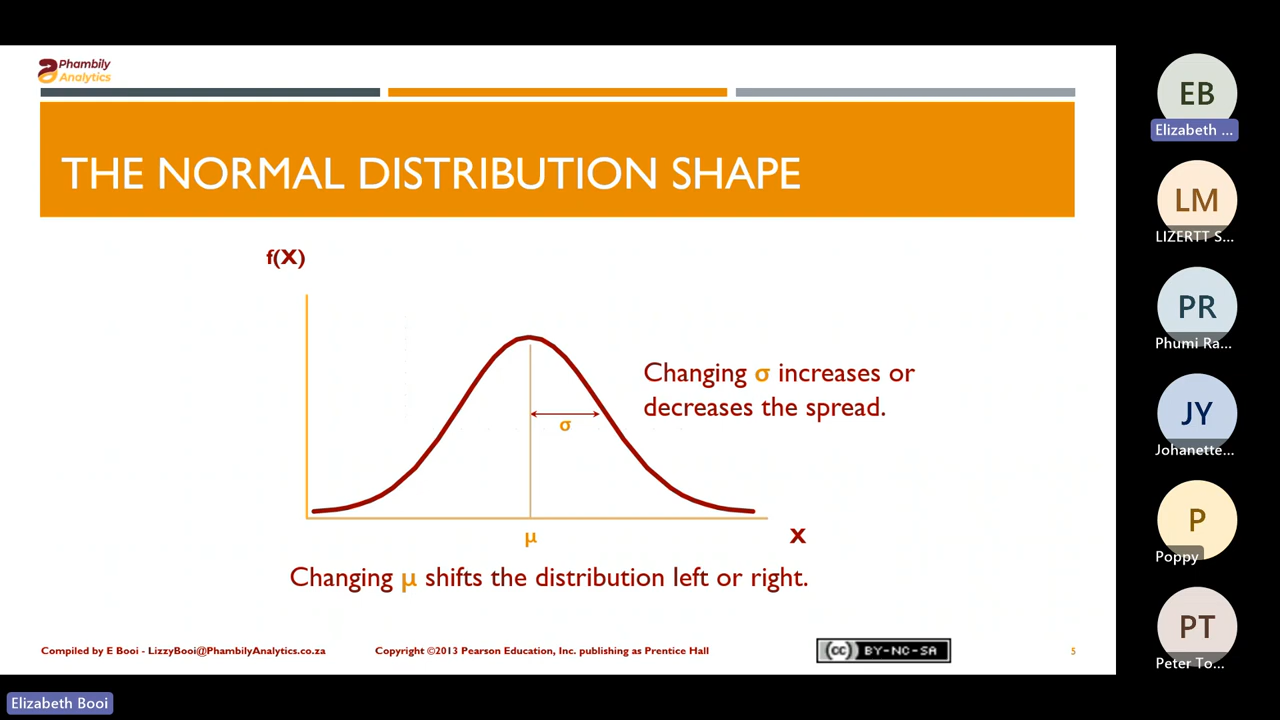 Phambily
Analytics
THE NORMAL DISTRIBUTION SHAPE
f(X)
Changing σ increases or
decreases the spread.
σ
μ
X
Changing μ shifts the distribution left or right.
Compiled by E Booi - LizzyBooi@PhambilyAnalytics.co.za
Copyright ©2013 Pearson Education, Inc. publishing as Prentice Hall
cc BY-NC-SA
5
EB
Elizabeth ...
LM
LIZERTT S...
PR
Phumi Ra...
JY
Johanette...
P
Poppy
PT
Peter To...
Elizabeth Booi